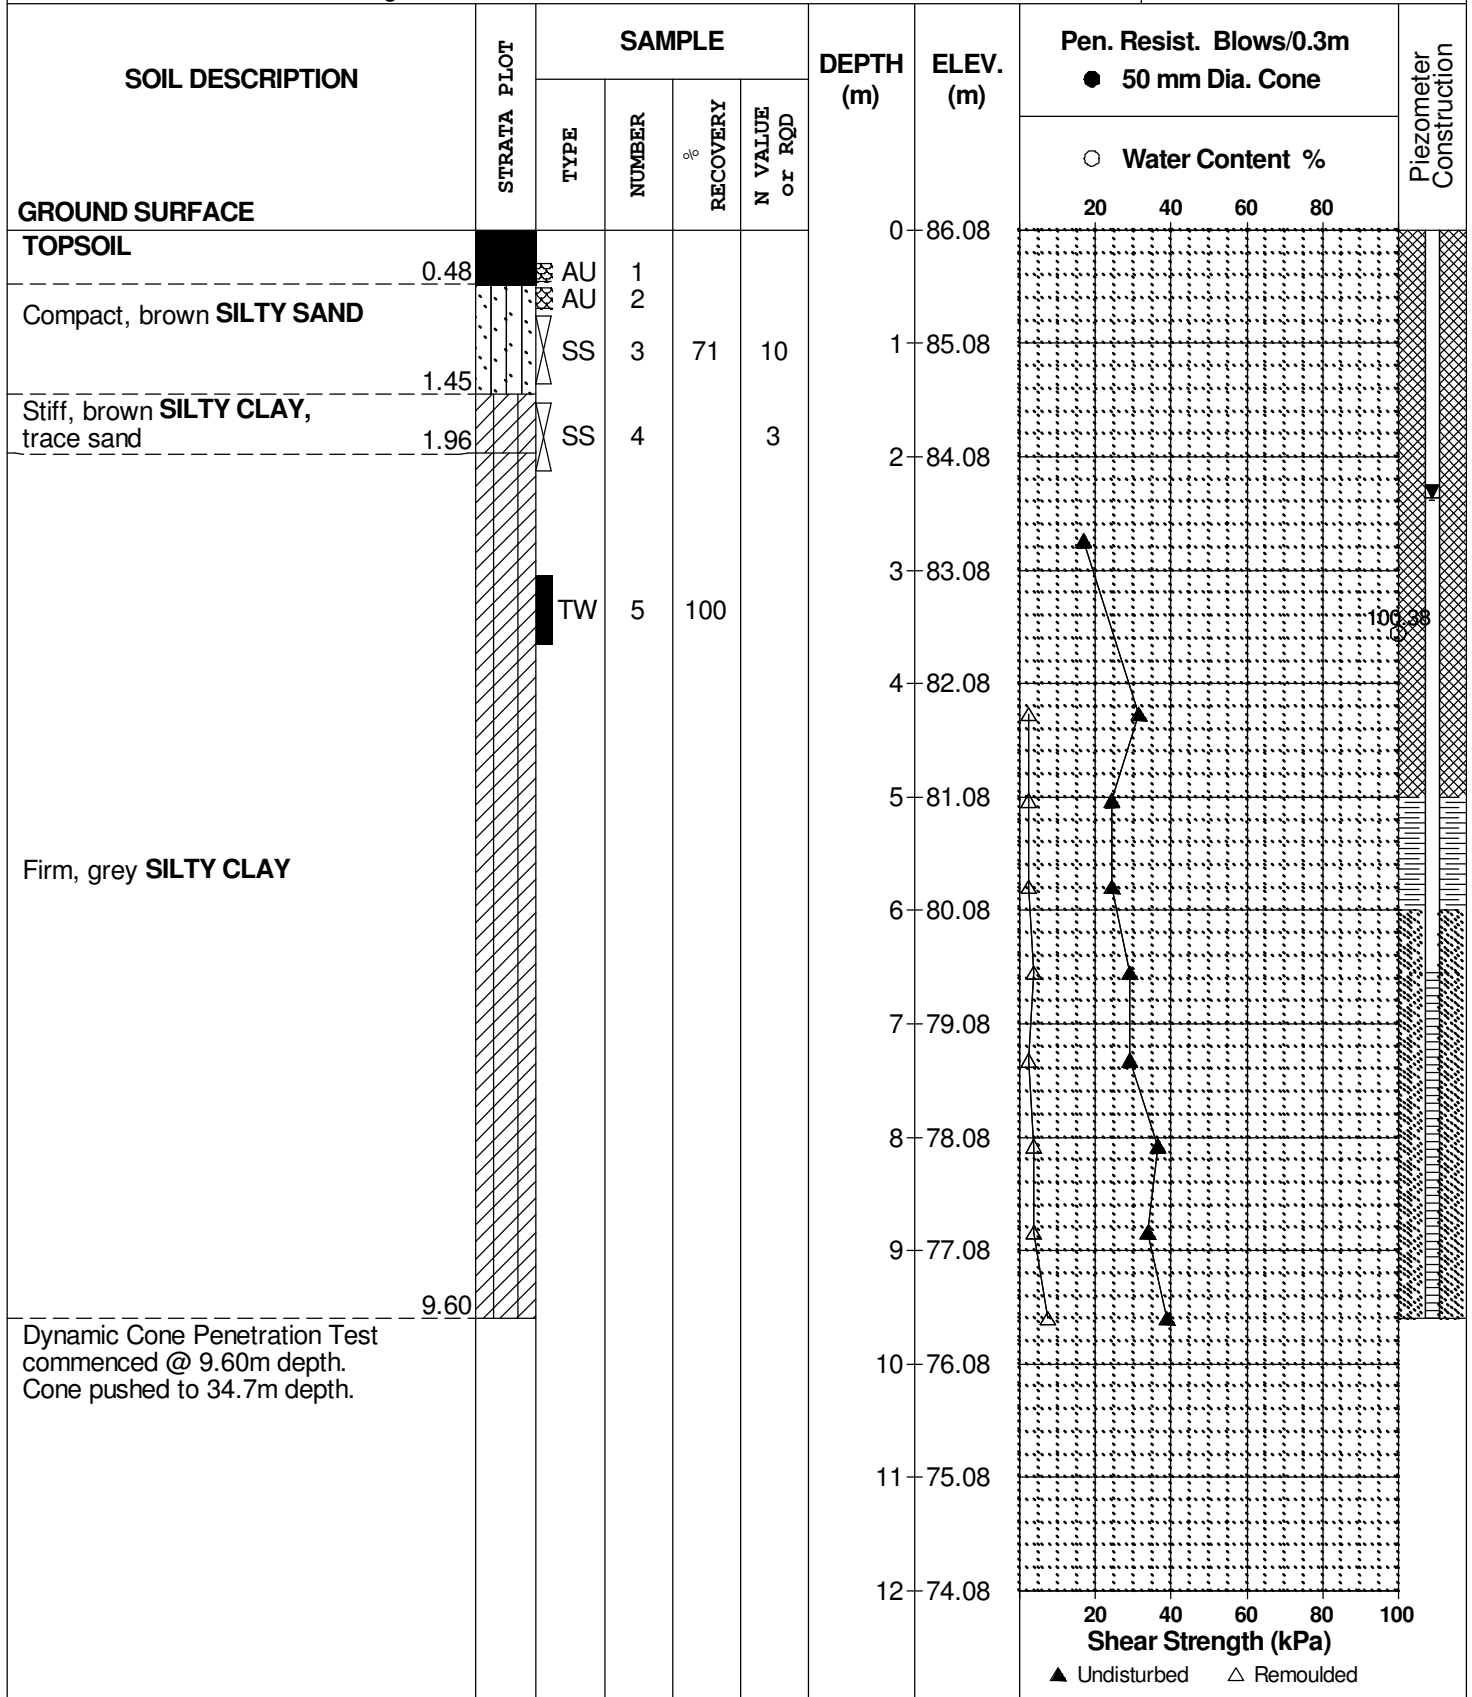 SOIL DESCRIPTION
STRATA PLOT
SAMPLE
TYPE
NUMBER
% RECOVERY
N VALUE or RQD
DEPTH (m)
ELEV. (m)
Pen. Resist. Blows/0.3m
● 50 mm Dia. Cone
○ Water Content %
Piezometer Construction
20 40 60 80
GROUND SURFACE
0 86.08
TOPSOIL
0.48
AU 1
AU 2
Compact, brown SILTY SAND
SS 3 71 10
1 85.08
1.45
Stiff, brown SILTY CLAY,
trace sand
1.96
SS 4 3
2 84.08
3 83.08
TW 5 100
100.38
4 82.08
5 81.08
Firm, grey SILTY CLAY
6 80.08
7 79.08
8 78.08
9 77.08
9.60
Dynamic Cone Penetration Test
commenced @ 9.60m depth.
Cone pushed to 34.7m depth.
10 76.08
11 75.08
12 74.08
20 40 60 80 100
Shear Strength (kPa)
▲ Undisturbed △ Remoulded